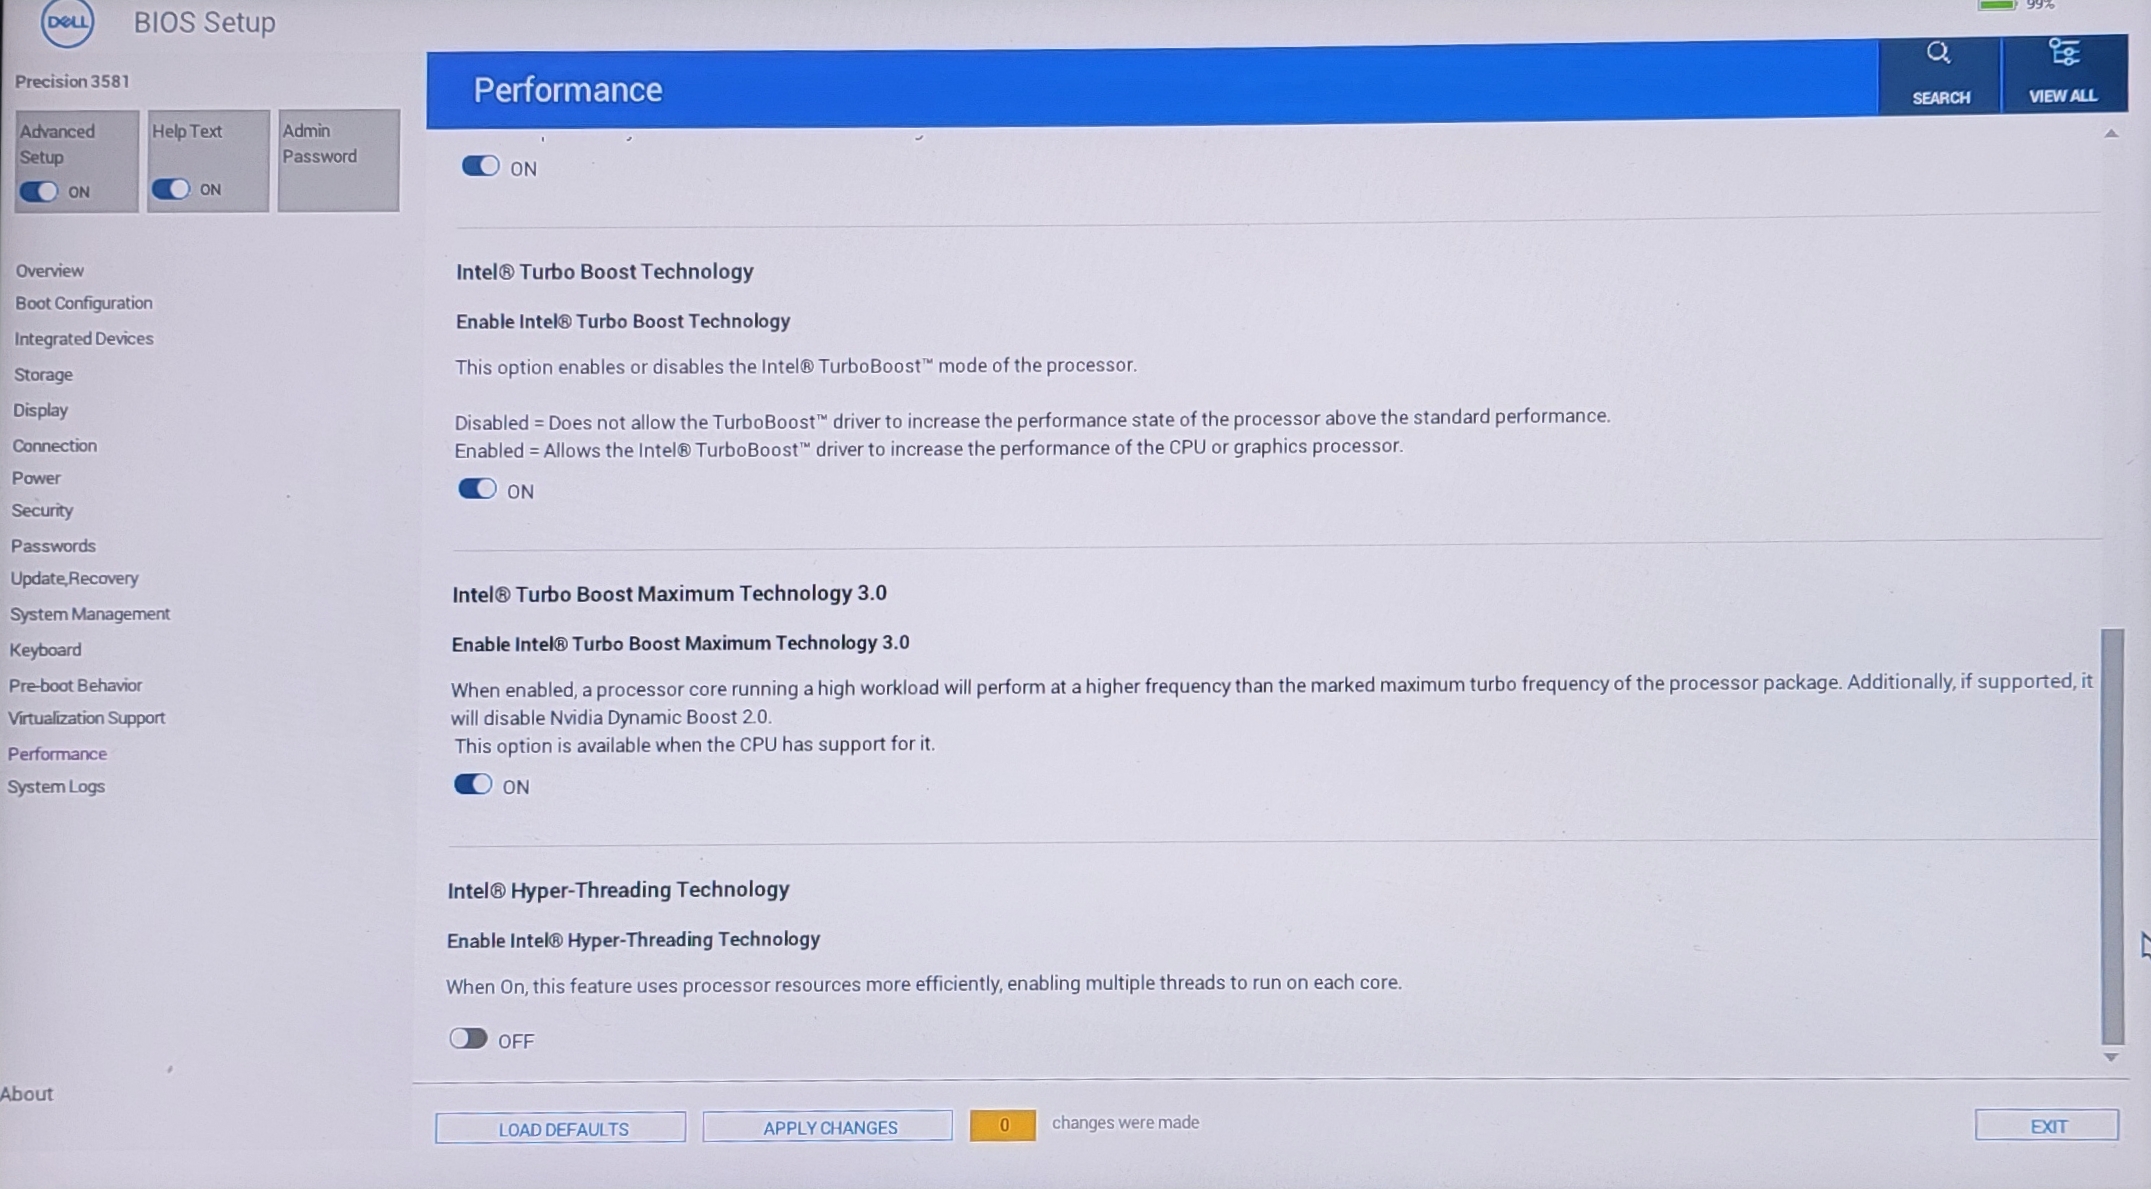 DELL
BIOS Setup
99%
Precision 3581
Advanced Setup
ON
Help Text
ON
Admin Password
Overview
Boot Configuration
Integrated Devices
Storage
Display
Connection
Power
Security
Passwords
Update,Recovery
System Management
Keyboard
Pre-boot Behavior
Virtualization Support
Performance
System Logs
About
Performance
SEARCH
VIEW ALL
ON
Intel® Turbo Boost Technology
Enable Intel® Turbo Boost Technology
This option enables or disables the Intel® TurboBoost™ mode of the processor.
Disabled = Does not allow the TurboBoost™ driver to increase the performance state of the processor above the standard performance.
Enabled = Allows the Intel® TurboBoost™ driver to increase the performance of the CPU or graphics processor.
ON
Intel® Turbo Boost Maximum Technology 3.0
Enable Intel® Turbo Boost Maximum Technology 3.0
When enabled, a processor core running a high workload will perform at a higher frequency than the marked maximum turbo frequency of the processor package. Additionally, if supported, it
will disable Nvidia Dynamic Boost 2.0.
This option is available when the CPU has support for it.
ON
Intel® Hyper-Threading Technology
Enable Intel® Hyper-Threading Technology
When On, this feature uses processor resources more efficiently, enabling multiple threads to run on each core.
OFF
LOAD DEFAULTS
APPLY CHANGES
0
changes were made
EXIT